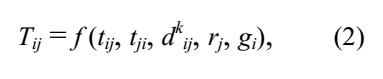 Tᵢⱼ = f (tᵢⱼ, tⱼᵢ, dᵏᵢⱼ, rⱼ, gᵢ), (2)